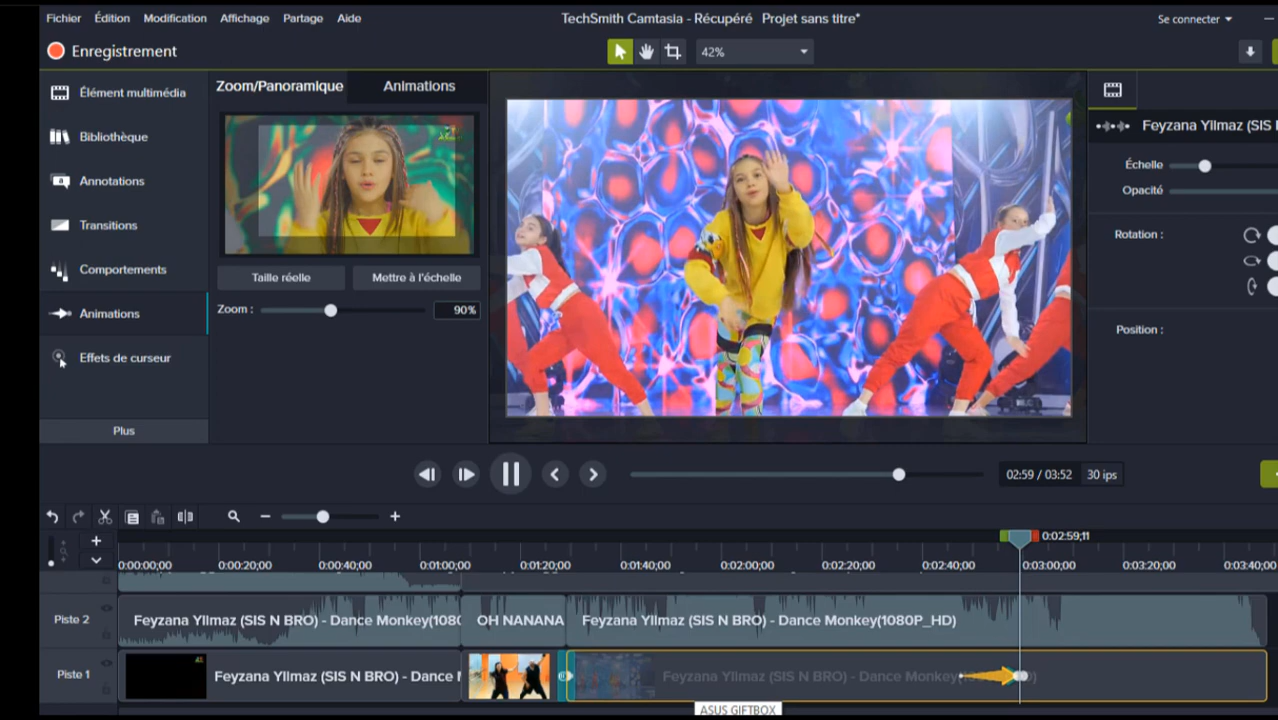 Fichier Édition Modification Affichage Partage Aide TechSmith Camtasia - Récupéré Projet sans titre* Se connecter
Enregistrement 42%
Élément multimédia
Bibliothèque
Annotations
Transitions
Comportements
Animations
Effets de curseur
Plus
Zoom/Panoramique Animations
Taille réelle Mettre à l'échelle
Zoom : 90%
Feyzana Yilmaz (SIS
Échelle
Opacité
Rotation :
Position :
02:59 / 03:52 30 ips
0:02:59;11
0:00:00;00 0:00:20;00 0:00:40;00 0:01:00;00 0:01:20;00 0:01:40;00 0:02:00;00 0:02:20;00 0:02:40;00 0:03:00;00 0:03:20;00 0:03:40;00
Piste 2 Feyzana Yilmaz (SIS N BRO) - Dance Monkey(1080 OH NANANA Feyzana Yilmaz (SIS N BRO) - Dance Monkey(1080P_HD)
Piste 1 Feyzana Yilmaz (SIS N BRO) - Dance Feyzana Yilmaz (SIS N BRO) - Dance Monkey
ASUS GIFTBOX